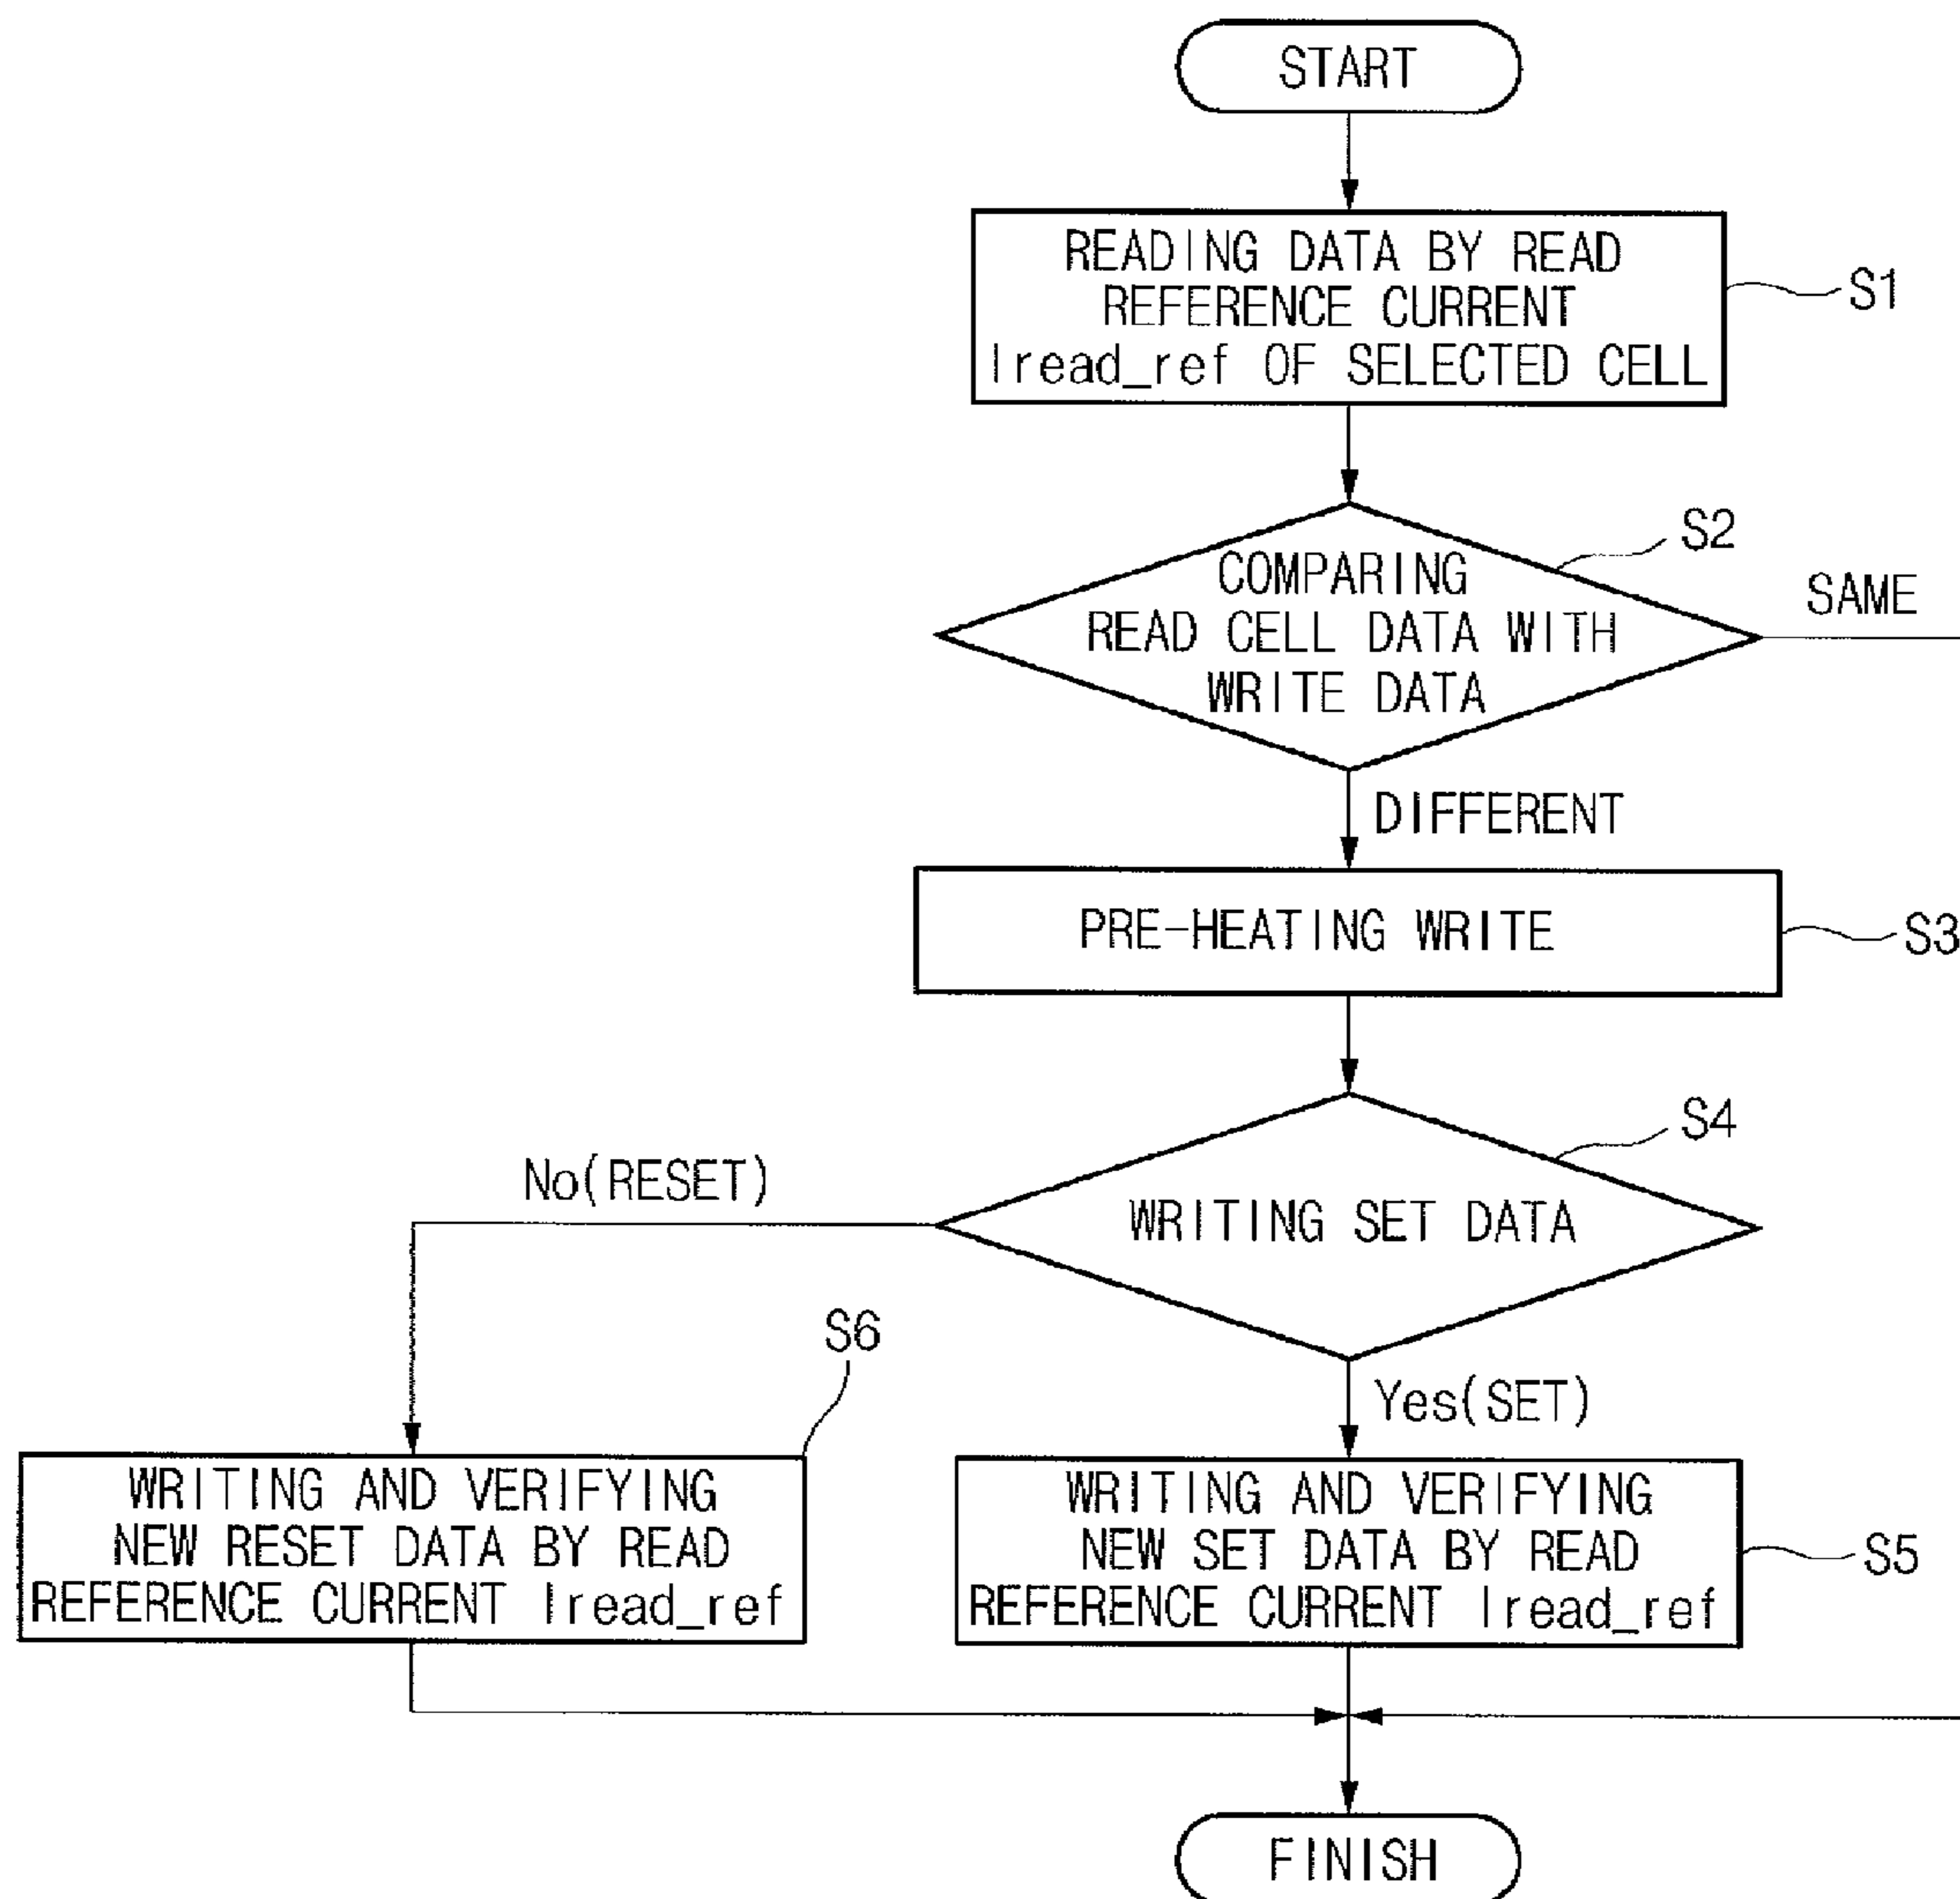 START
READING DATA BY READ
REFERENCE CURRENT
Iread_ref OF SELECTED CELL
S1
S2
COMPARING
READ CELL DATA WITH
WRITE DATA
SAME
DIFFERENT
PRE-HEATING WRITE
S3
S4
No(RESET)
WRITING SET DATA
S6
Yes(SET)
WRITING AND VERIFYING
NEW RESET DATA BY READ
REFERENCE CURRENT Iread_ref
WRITING AND VERIFYING
NEW SET DATA BY READ
REFERENCE CURRENT Iread_ref
S5
FINISH